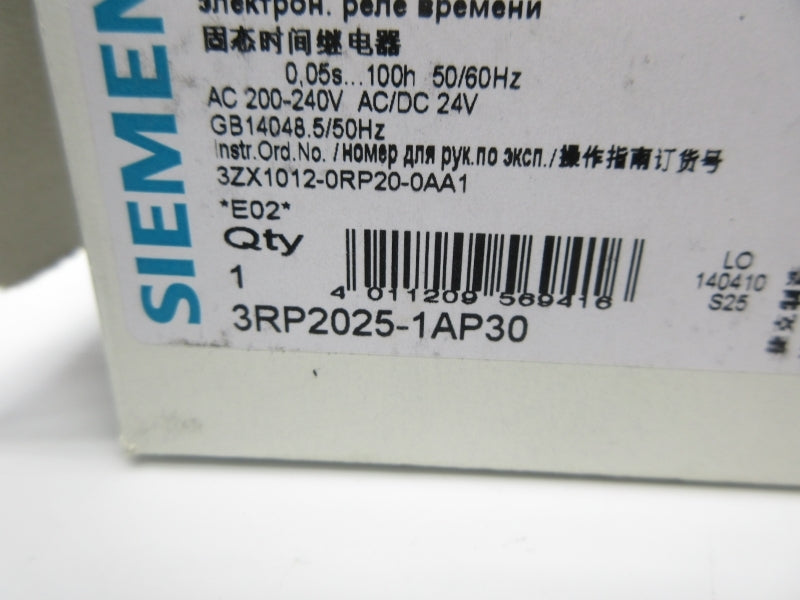 SIEMEN
электрон. реле времени
固态时间继电器
0,05s...100h 50/60Hz
AC 200-240V AC/DC 24V
GB14048.5/50Hz
Instr.Ord.No./номер для рук.по эксп./操作指南订货号
3ZX1012-0RP20-0AA1
*E02*
Qty
1
4 011209 569416
3RP2025-1AP30
LO
140410
S25